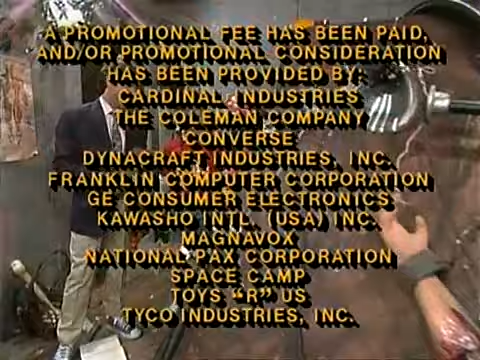 A PROMOTIONAL FEE HAS BEEN PAID,
AND/OR PROMOTIONAL CONSIDERATION
HAS BEEN PROVIDED BY:
CARDINAL INDUSTRIES
THE COLEMAN COMPANY
CONVERSE
DYNACRAFT INDUSTRIES, INC.
FRANKLIN COMPUTER CORPORATION
GE CONSUMER ELECTRONICS
KAWASHO INTL. (USA) INC.
MAGNAVOX
NATIONAL PAX CORPORATION
SPACE CAMP
TOYS “R” US
TYCO INDUSTRIES, INC.